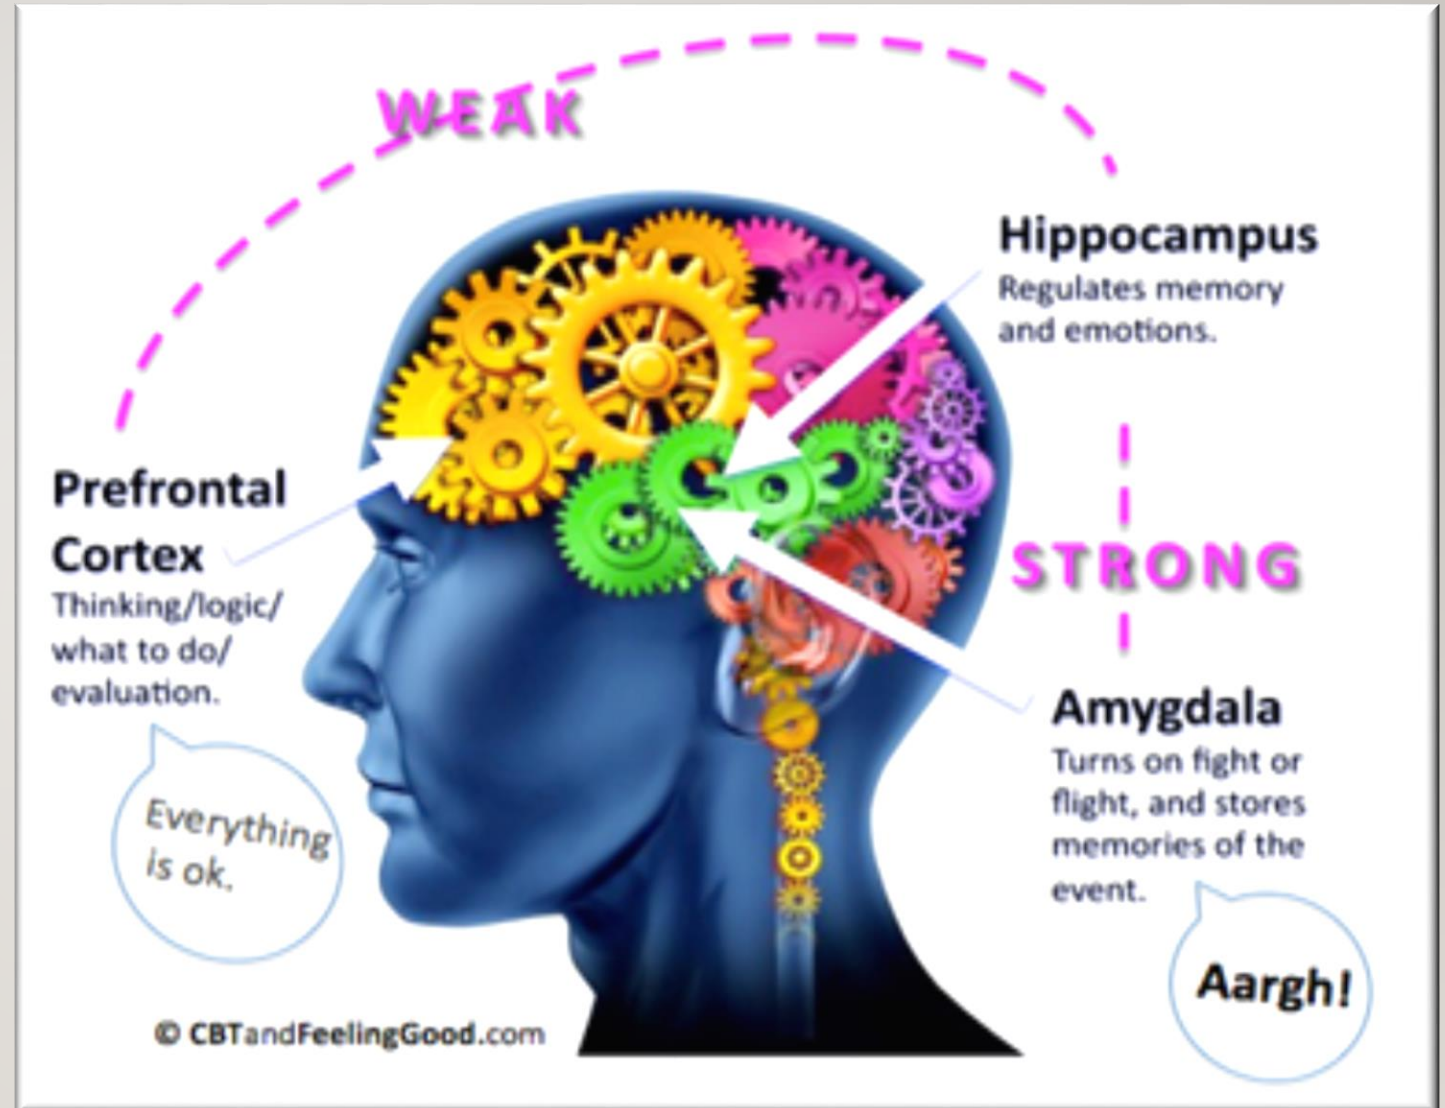 WEAK
Hippocampus
Regulates memory
and emotions.
Prefrontal
Cortex
Thinking/logic/
what to do/
evaluation.
Everything
is ok.
STRONG
Amygdala
Turns on fight or
flight, and stores
memories of the
event.
Aargh!
© CBTandFeelingGood.com